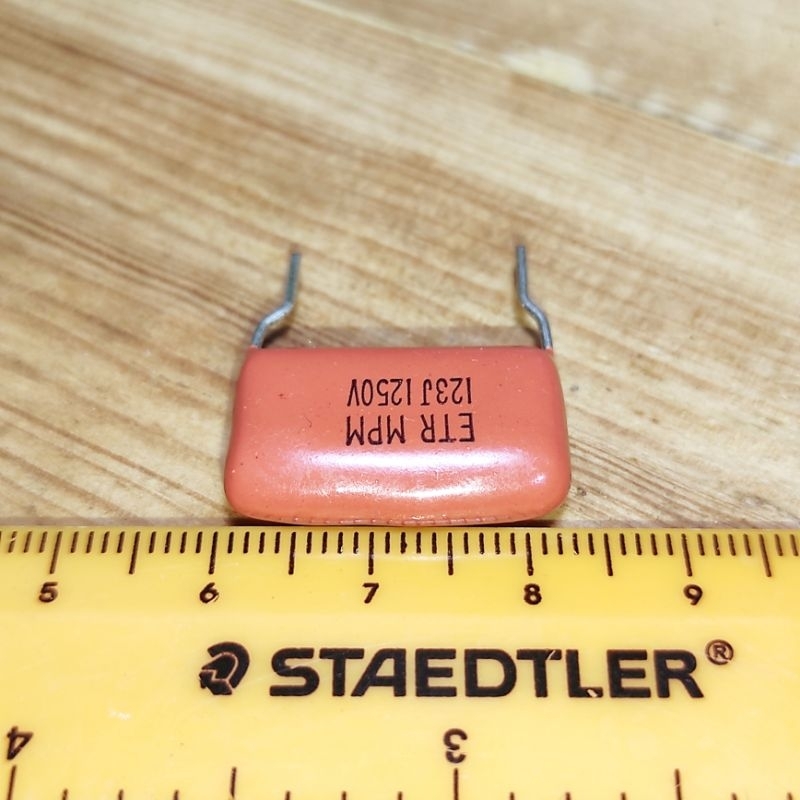 ETR MPM
123J 1250V
5 6 7 8 9
STAEDTLER®
4 3